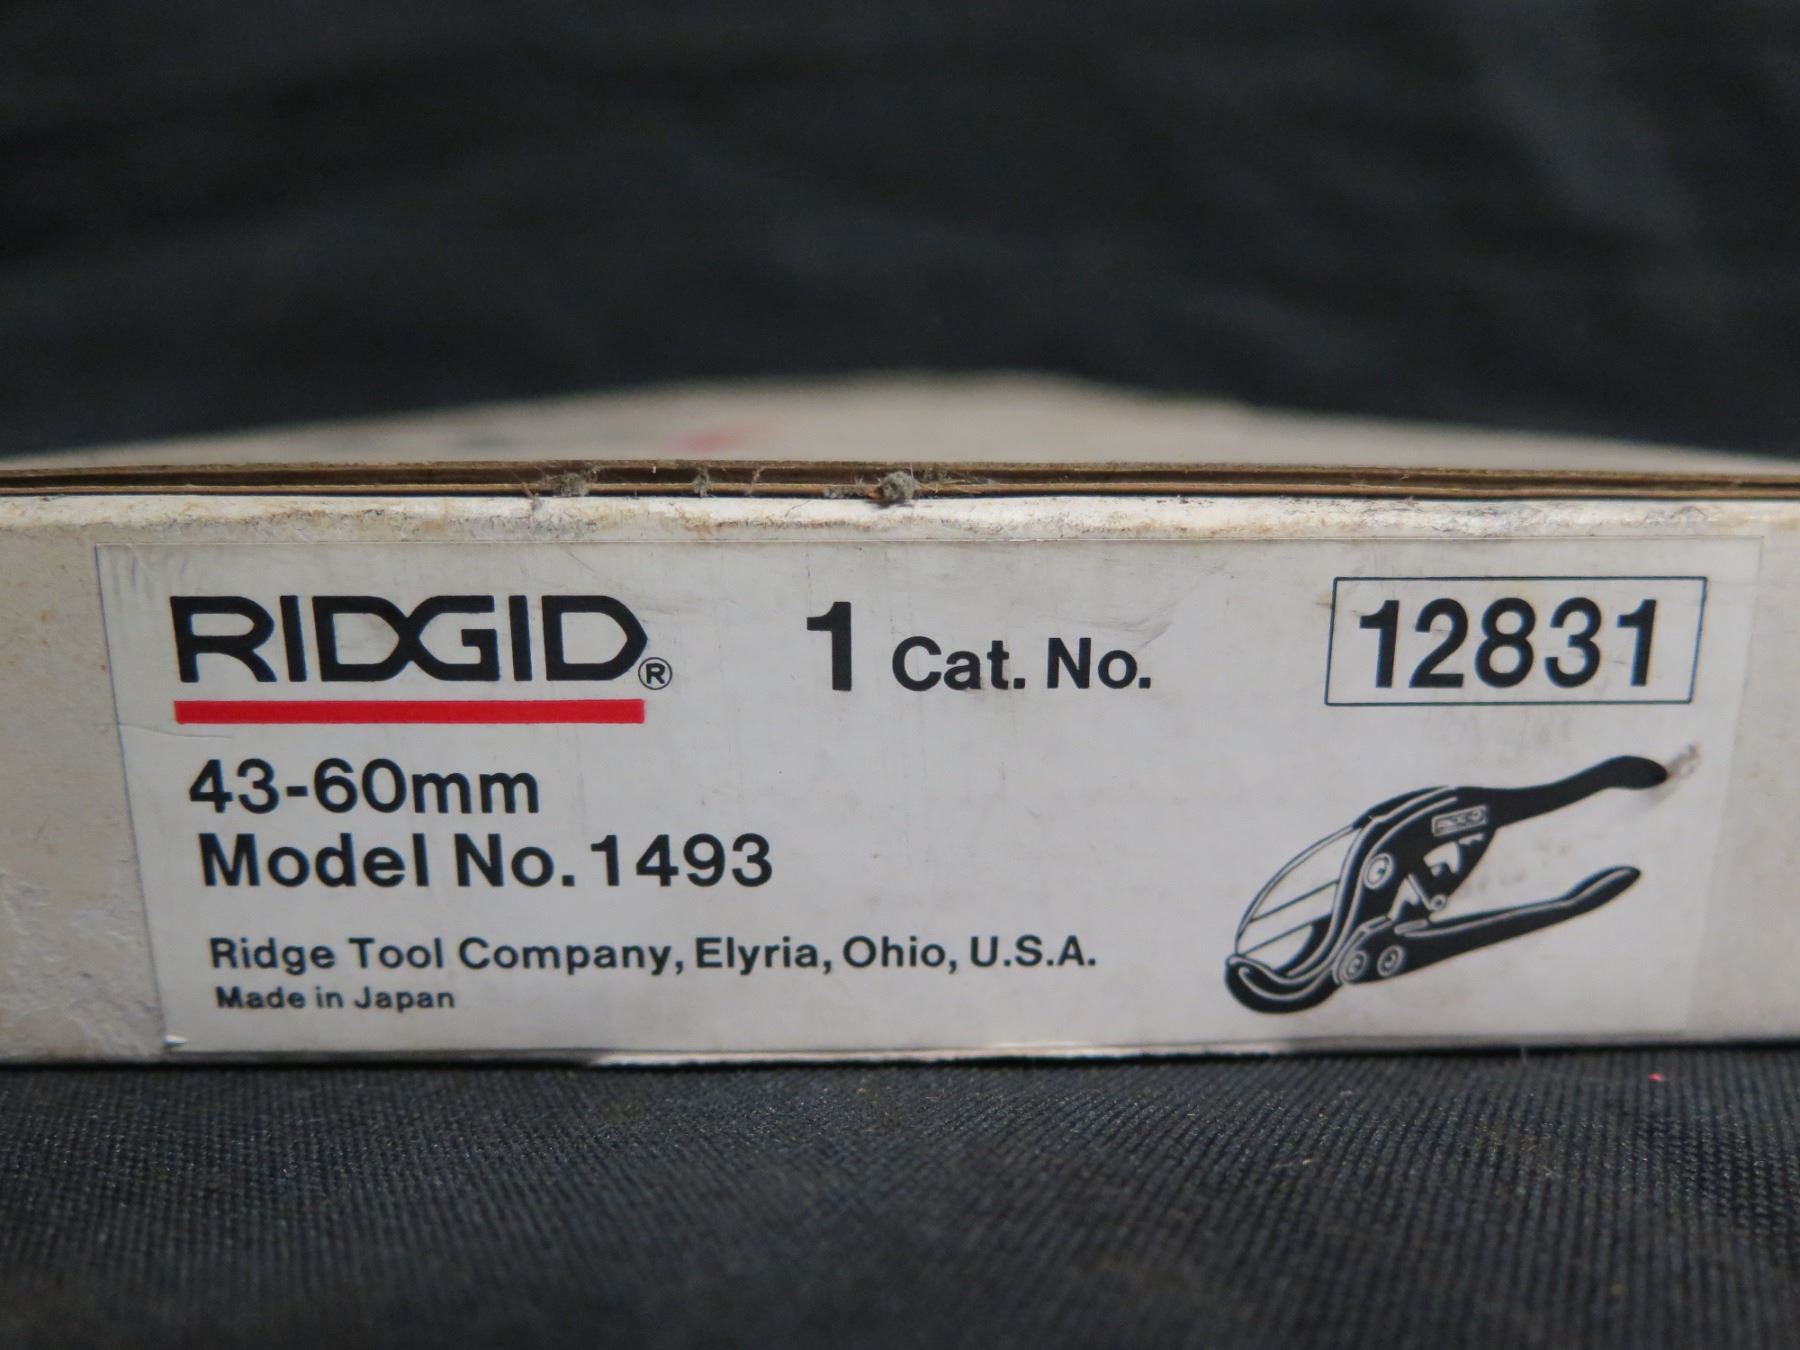 RIDGID® 1 Cat. No. 12831
43-60mm
Model No. 1493
Ridge Tool Company, Elyria, Ohio, U.S.A.
Made in Japan